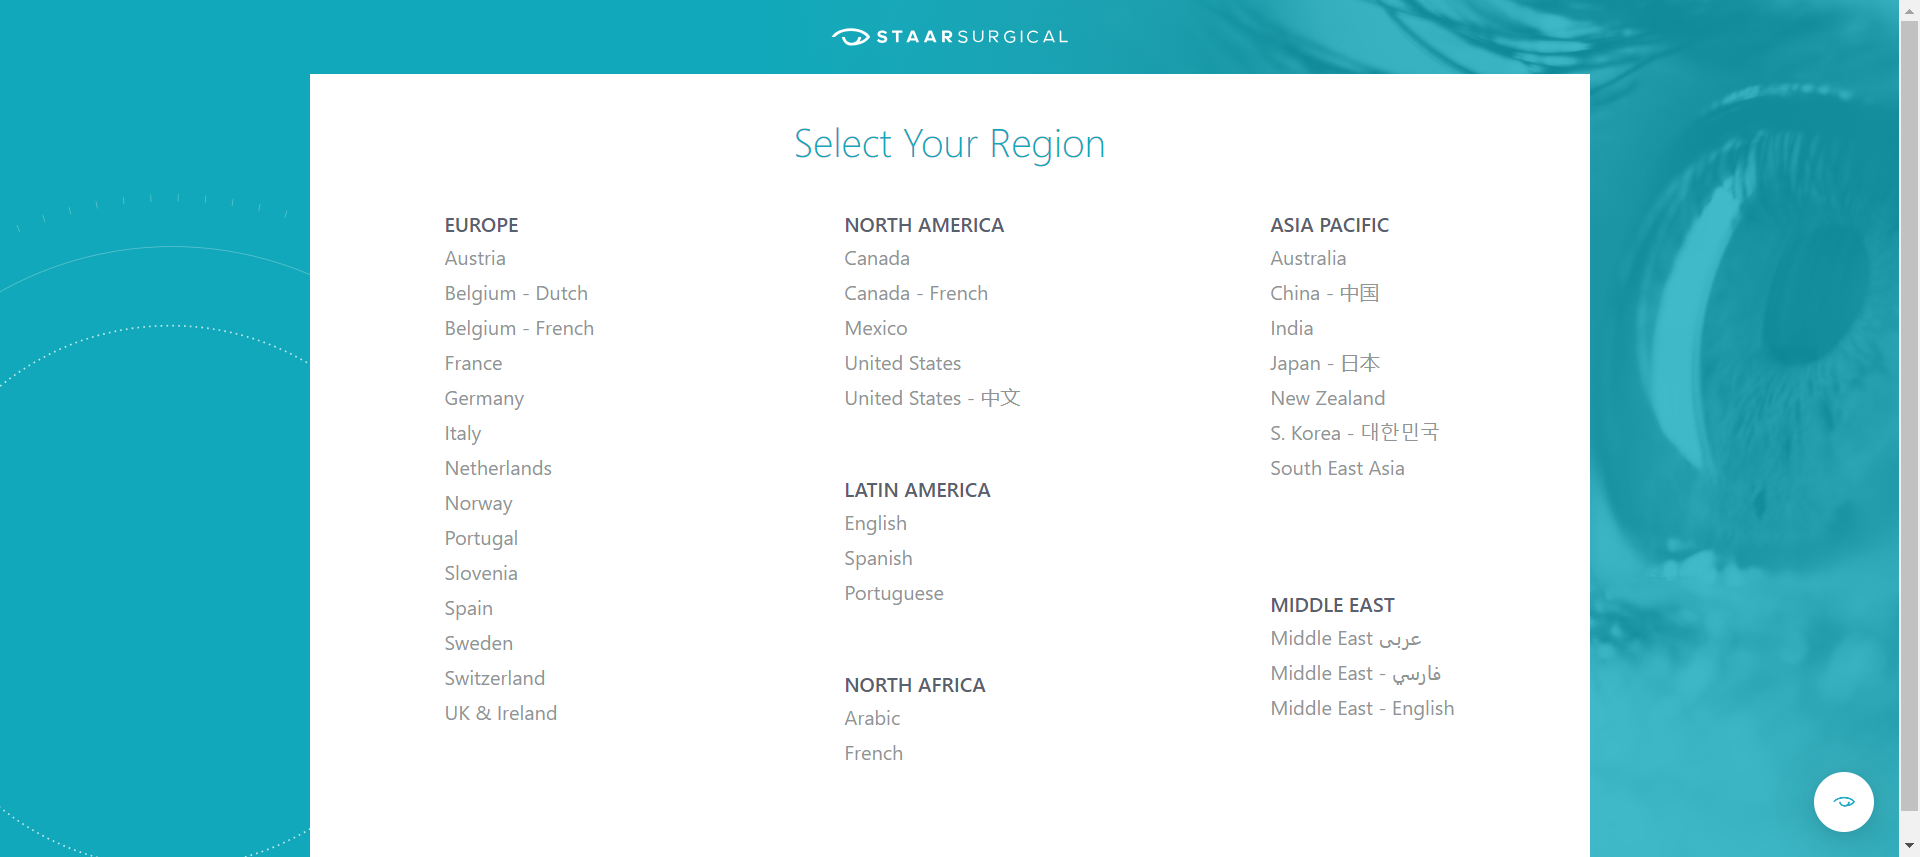 STAARSURGICAL
Select Your Region
EUROPE
Austria
Belgium - Dutch
Belgium - French
France
Germany
Italy
Netherlands
Norway
Portugal
Slovenia
Spain
Sweden
Switzerland
UK & Ireland
NORTH AMERICA
Canada
Canada - French
Mexico
United States
United States - 中文
LATIN AMERICA
English
Spanish
Portuguese
NORTH AFRICA
Arabic
French
ASIA PACIFIC
Australia
China - 中国
India
Japan - 日本
New Zealand
S. Korea - 대한민국
South East Asia
MIDDLE EAST
Middle East عربى
Middle East - فارسي
Middle East - English